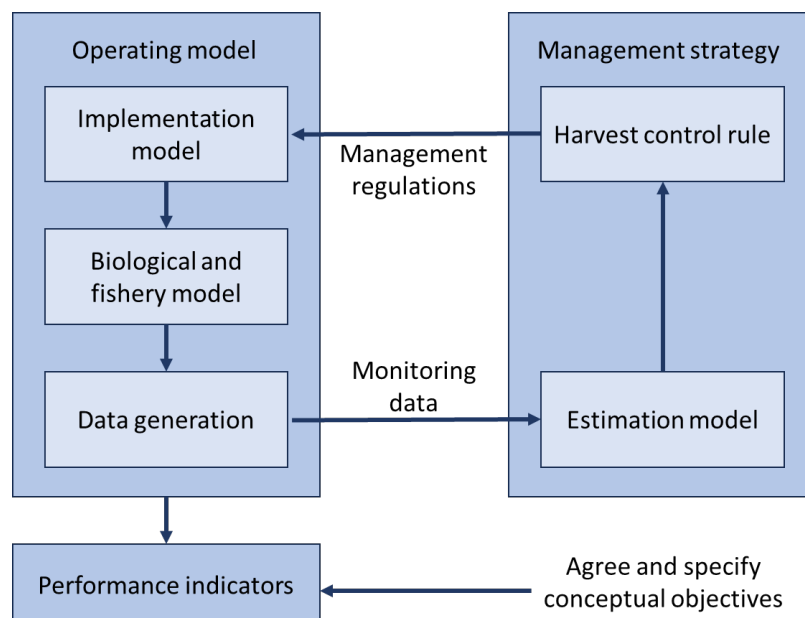 Operating model
Management strategy
Implementation
model
Harvest control rule
Management
regulations
Biological and
fishery model
Monitoring
data
Data generation
Estimation model
Performance indicators
Agree and specify
conceptual objectives